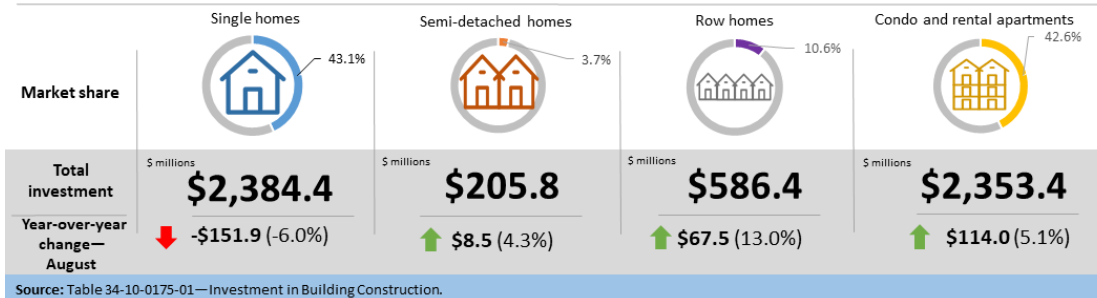 Single homes
Semi-detached homes
Row homes
Condo and rental apartments
Market share
43.1%
3.7%
10.6%
42.6%
Total
investment
$ millions
$2,384.4
$ millions
$205.8
$ millions
$586.4
$ millions
$2,353.4
Year-over-year
change—
August
-$151.9 (-6.0%)
$8.5 (4.3%)
$67.5 (13.0%)
$114.0 (5.1%)
Source: Table 34-10-0175-01—Investment in Building Construction.